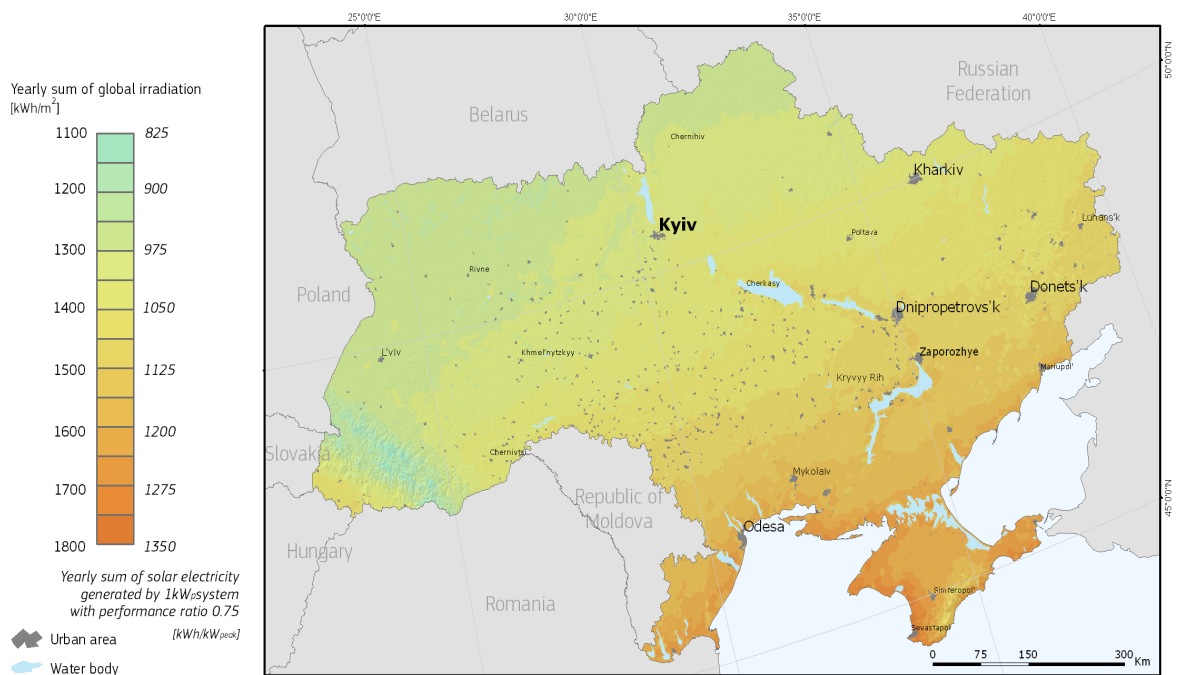 25°0'0"E
30°0'0"E
35°0'0"E
40°0'0"E
50°0'0"N
45°0'0"N
Yearly sum of global irradiation
[kWh/m²]
1100 825
1200 900
1300 975
1400 1050
1500 1125
1600 1200
1700 1275
1800 1350
Yearly sum of solar electricity
generated by 1kWpsystem
with performance ratio 0.75
[kWh/kWpeak]
Urban area
Water body
Belarus
Russian
Federation
Poland
Slovakia
Hungary
Romania
Republic of
Moldova
Chernihiv
Kharkiv
Kyiv
Luhans'k
Poltava
Rivne
Cherkasy
Donets'k
Dnipropetrovs'k
L'viv
Khmel'nytzkyy
Zaporozhye
Mariupol'
Kryvyy Rih
Chernivtsi
Mykolaiv
Odesa
Simferopol'
Sevastapol
0 75 150 300
Km